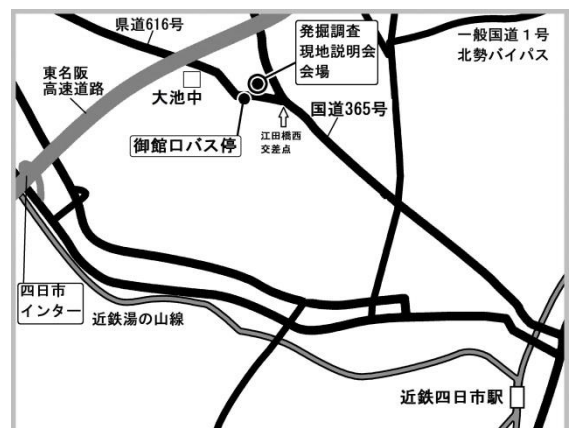 県道616号
発掘調査
現地説明会
会場
一般国道１号
北勢バイパス
東名阪
高速道路
大池中
国道365号
御館口バス停
江田橋西
交差点
四日市
インター
近鉄湯の山線
近鉄四日市駅